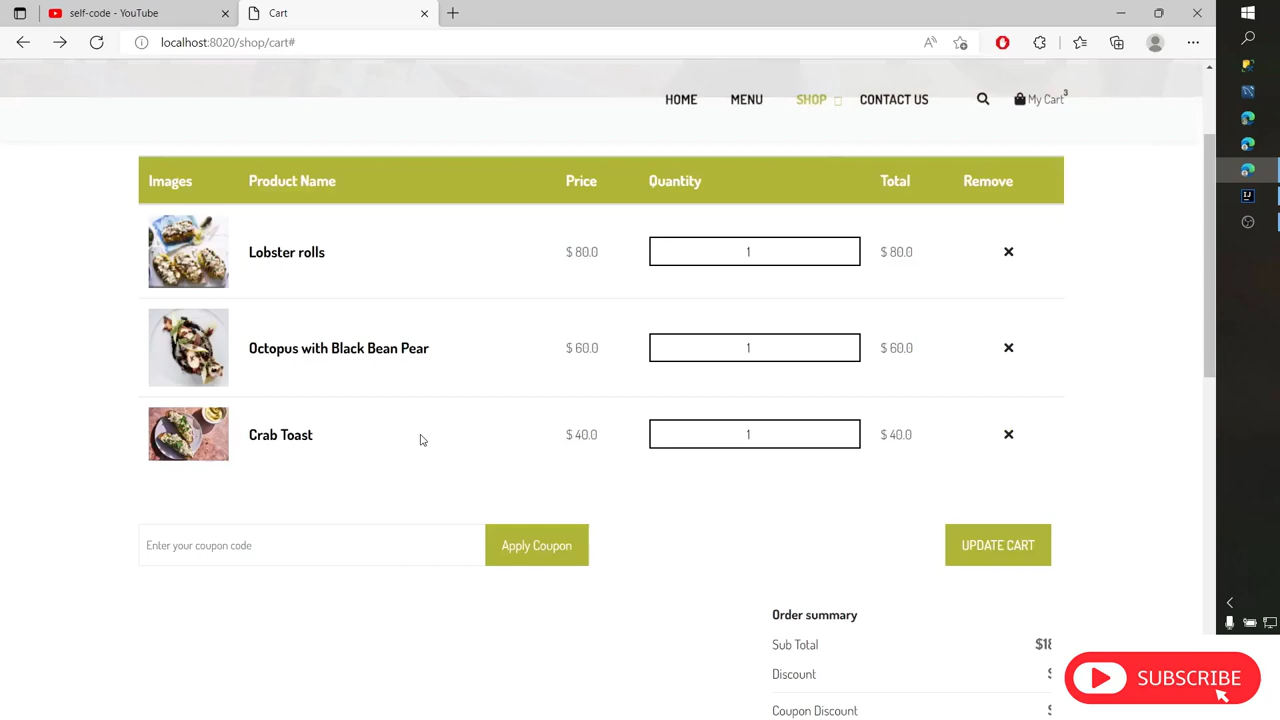 self-code - YouTube
Cart
localhost:8020/shop/cart#
HOME MENU SHOP CONTACT US My Cart 3
Images Product Name Price Quantity Total Remove
Lobster rolls $ 80.0 1 $ 80.0
Octopus with Black Bean Pear $ 60.0 1 $ 60.0
Crab Toast $ 40.0 1 $ 40.0
Enter your coupon code Apply Coupon UPDATE CART
Order summary
Sub Total $18
Discount $
Coupon Discount $
SUBSCRIBE